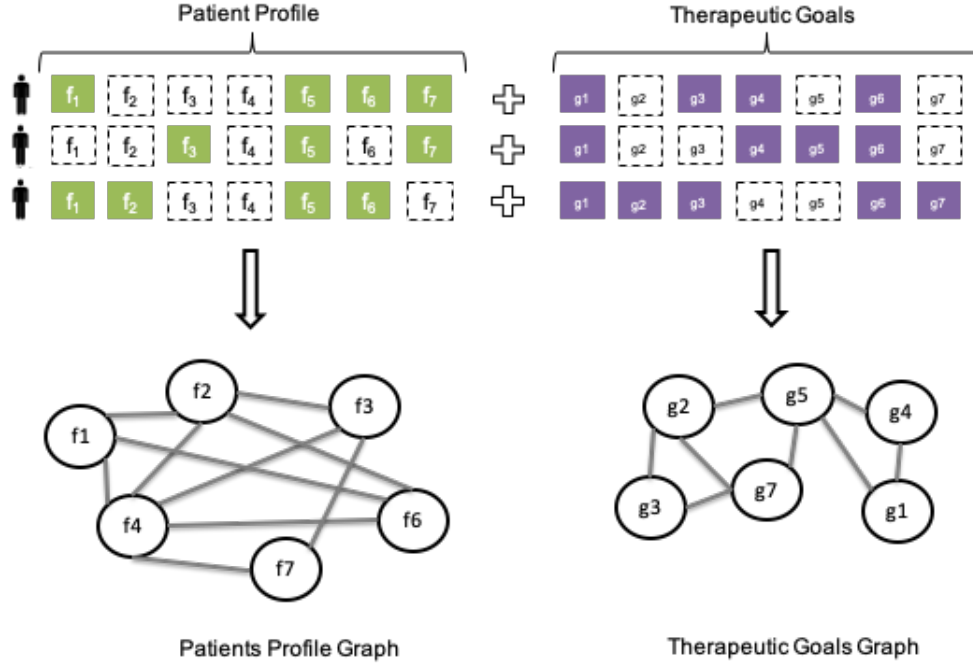 Patient Profile Therapeutic Goals
f1 f2 f3 f4 f5 f6 f7 g1 g2 g3 g4 g5 g6 g7
f1 f2 f3 f4 f5 f6 f7 g1 g2 g3 g4 g5 g6 g7
f1 f2 f3 f4 f5 f6 f7 g1 g2 g3 g4 g5 g6 g7
f2
f3
f1
f4
f6
f7
g5
g2
g4
g7
g3
g1
Patients Profile Graph Therapeutic Goals Graph